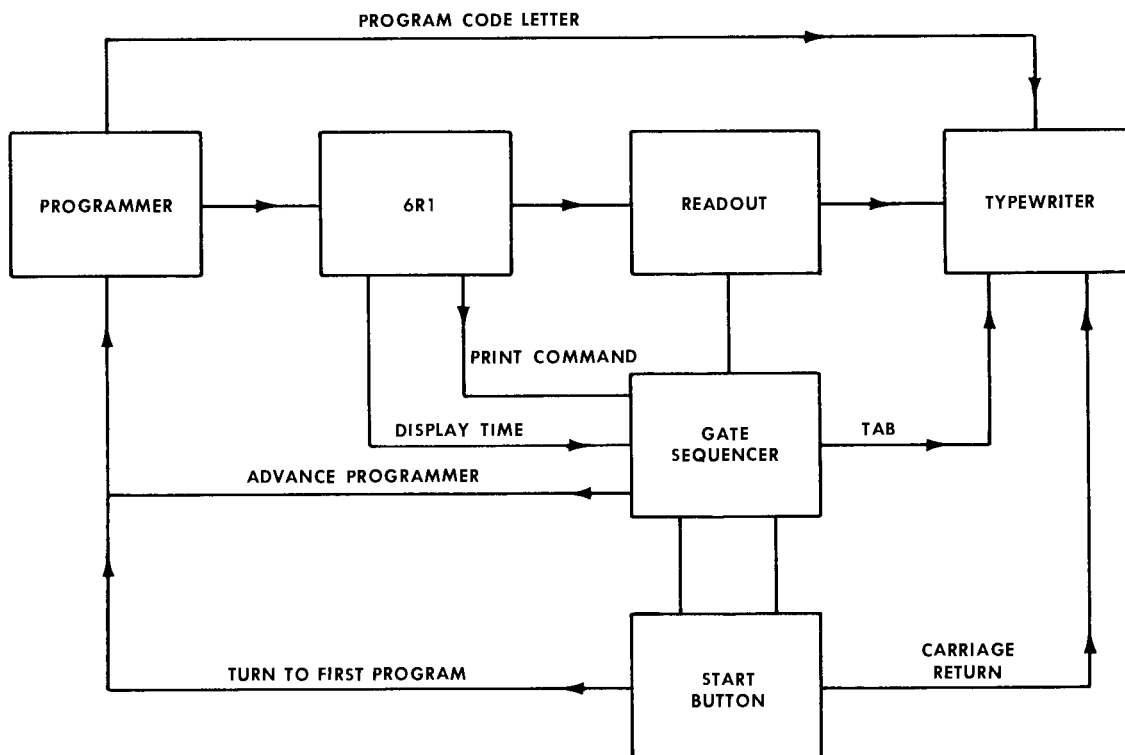 PROGRAM CODE LETTER
PROGRAMMER
6R1
READOUT
TYPEWRITER
PRINT COMMAND
DISPLAY TIME
GATE
SEQUENCER
TAB
ADVANCE PROGRAMMER
TURN TO FIRST PROGRAM
START
BUTTON
CARRIAGE
RETURN